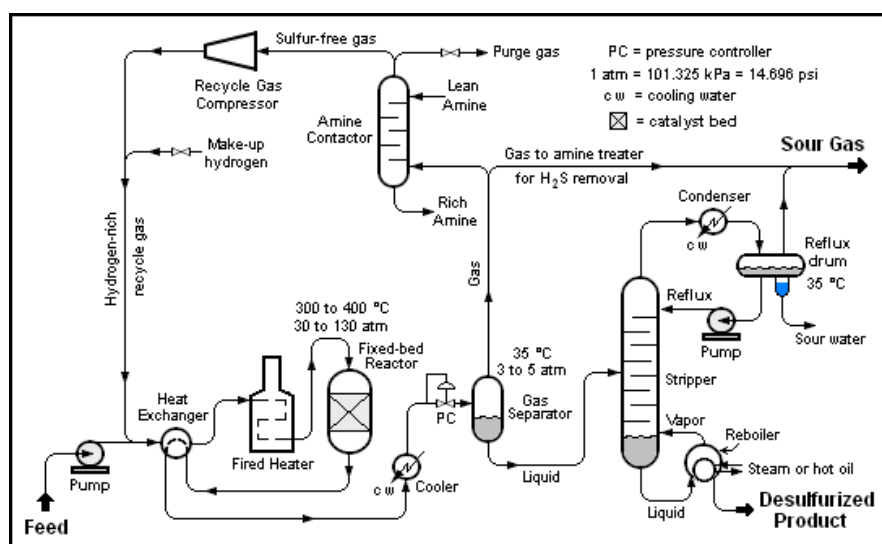 Sulfur-free gas
Purge gas
PC = pressure controller
1 atm = 101.325 kPa = 14.696 psi
c w = cooling water
= catalyst bed
Recycle Gas
Compressor
Lean
Amine
Amine
Contactor
Make-up
hydrogen
Sour Gas
Gas to amine treater
for H₂S removal
Rich
Amine
Condenser
c w
Reflux
drum
35 ºC
Hydrogen-rich
recycle gas
Gas
300 to 400 ºC
30 to 130 atm
Fixed-bed
Reactor
Reflux
Pump
Sour water
35 ºC
3 to 5 atm
Gas
Separator
PC
Stripper
Heat
Exchanger
Fired Heater
Vapor
Reboiler
Steam or hot oil
Pump
c w
Cooler
Liquid
Liquid
Feed
Desulfurized
Product